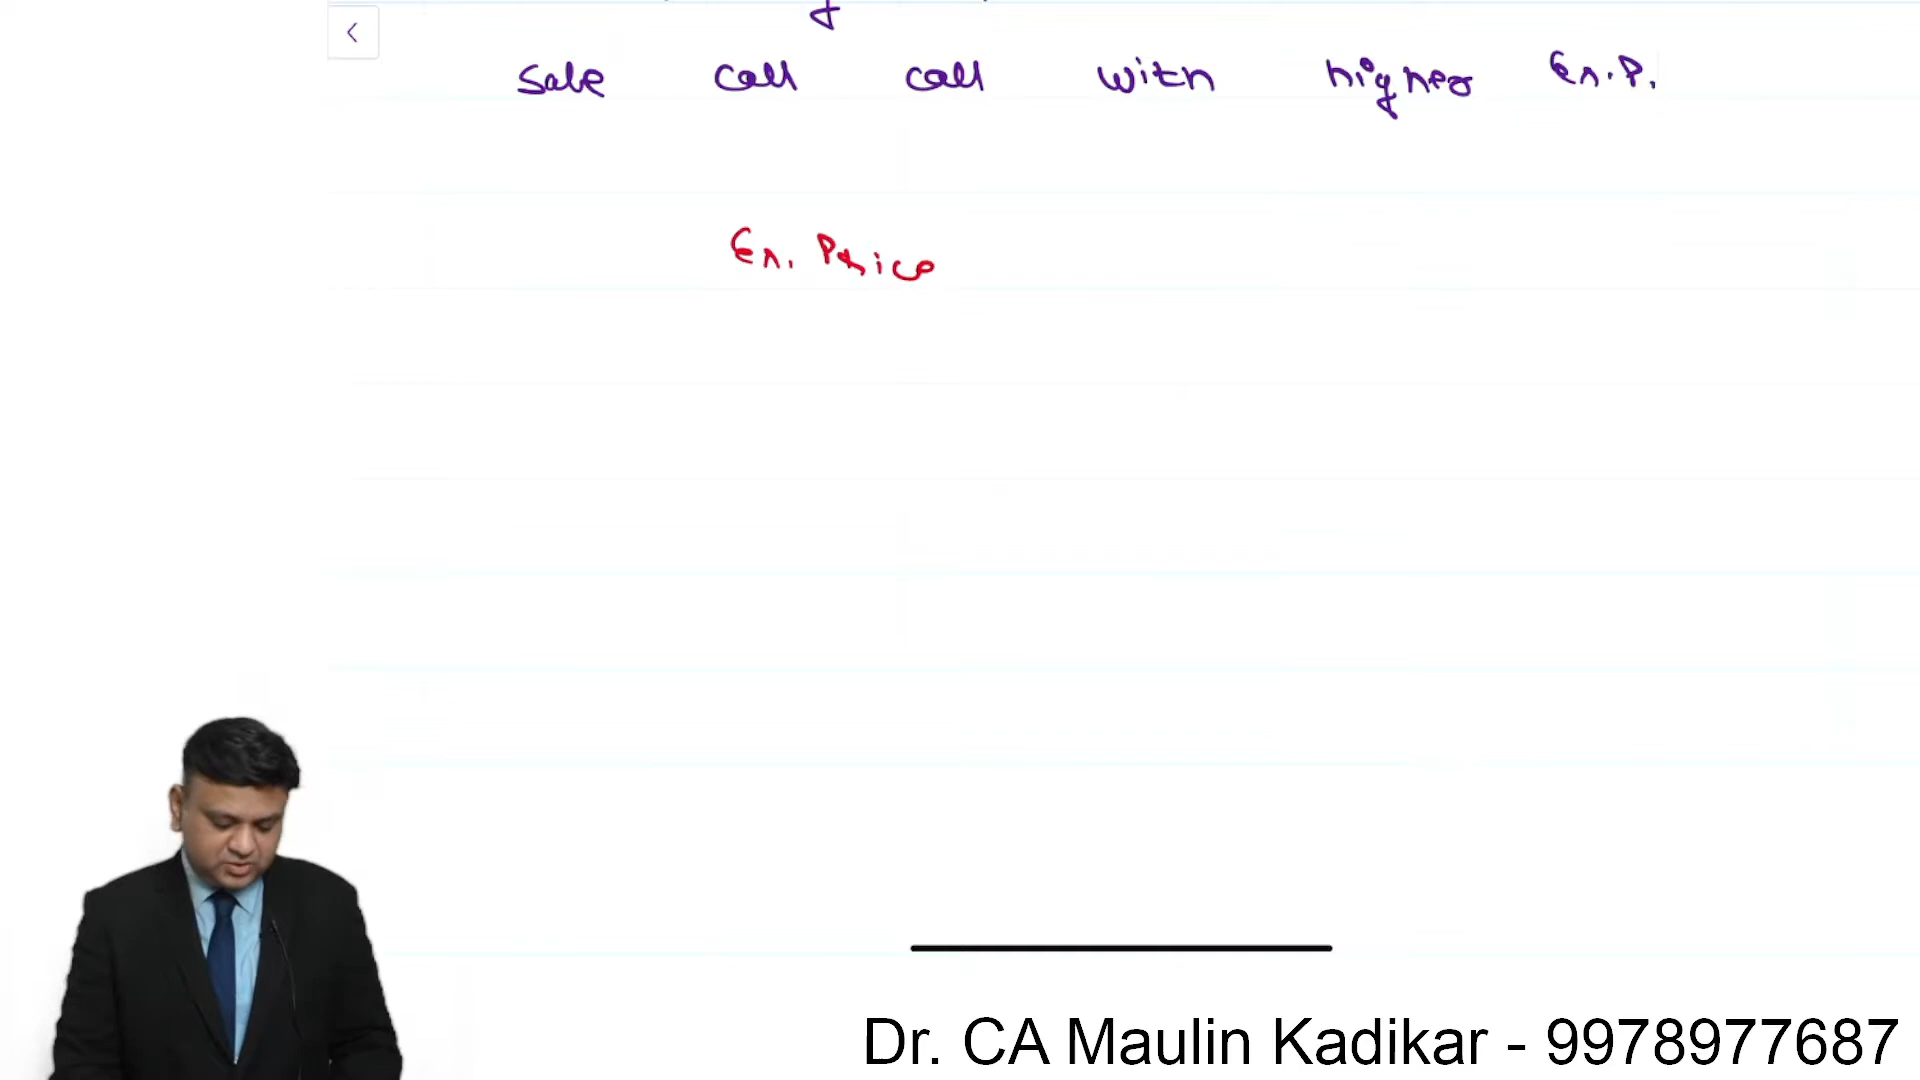 Sale call call with higher Ex. P.
Ex. Price
Dr. CA Maulin Kadikar - 9978977687